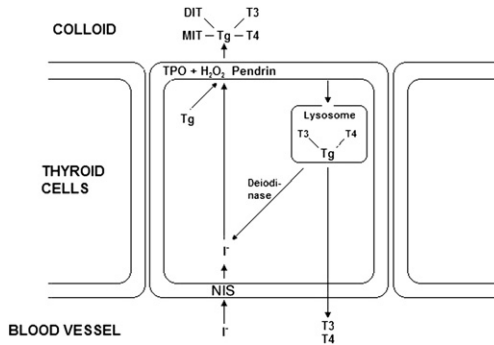 DIT T3
COLLOID MIT Tg T4
TPO + H₂O₂ Pendrin
Lysosome
Tg T3 T4
Tg
THYROID
CELLS
Deiodi-
nase
I⁻
NIS
BLOOD VESSEL I⁻ T3
T4